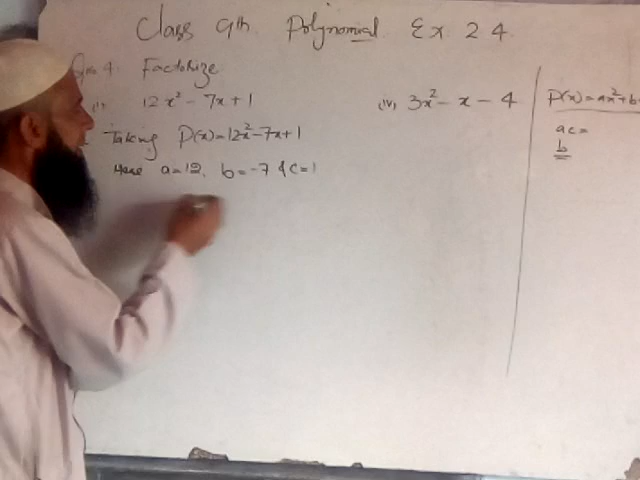 Class 9th Polynomial Ex 2.4
Qno. 4. Factorize
(i) 12x² - 7x + 1
(iv) 3x² - x - 4
P(x) = ax² + b
Taking P(x) = 12x² - 7x + 1
ac =
b
Here a = 12, b = -7 & c = 1